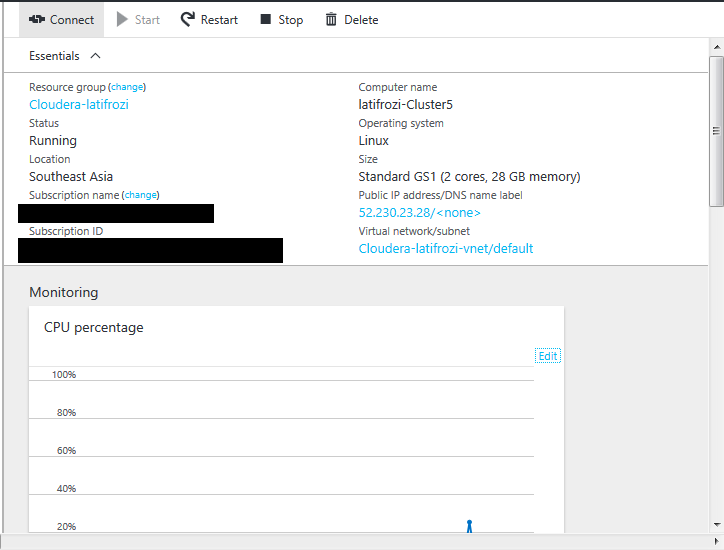 Connect Start Restart Stop Delete
Essentials
Resource group (change) Computer name
Cloudera-latifrozi latifrozi-Cluster5
Status Operating system
Running Linux
Location Size
Southeast Asia Standard GS1 (2 cores, 28 GB memory)
Subscription name (change) Public IP address/DNS name label
52.230.23.28/<none>
Subscription ID Virtual network/subnet
Cloudera-latifrozi-vnet/default
Monitoring
CPU percentage
Edit
100%
80%
60%
40%
20%